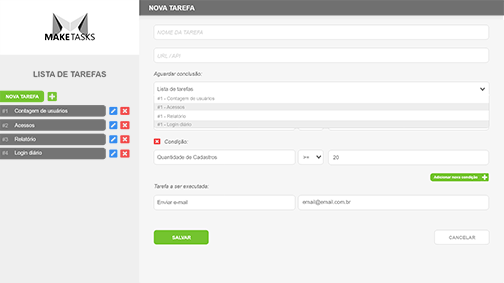 MAKETASKS
LISTA DE TAREFAS
NOVA TAREFA
#1 Contagem de usuários
#2 Acessos
#3 Relatório
#4 Login diário
NOVA TAREFA
NOME DA TAREFA
URL / API
Aguardar conclusão:
Lista de tarefas
#1 - Contagem de usuários
#1 - Acessos
#1 - Relatório
#1 - Login diário
Condição:
Quantidade de Cadastros >= 20
Adicionar nova condição
Tarefa a ser executada:
Enviar e-mail email@email.com.br
SALVAR CANCELAR